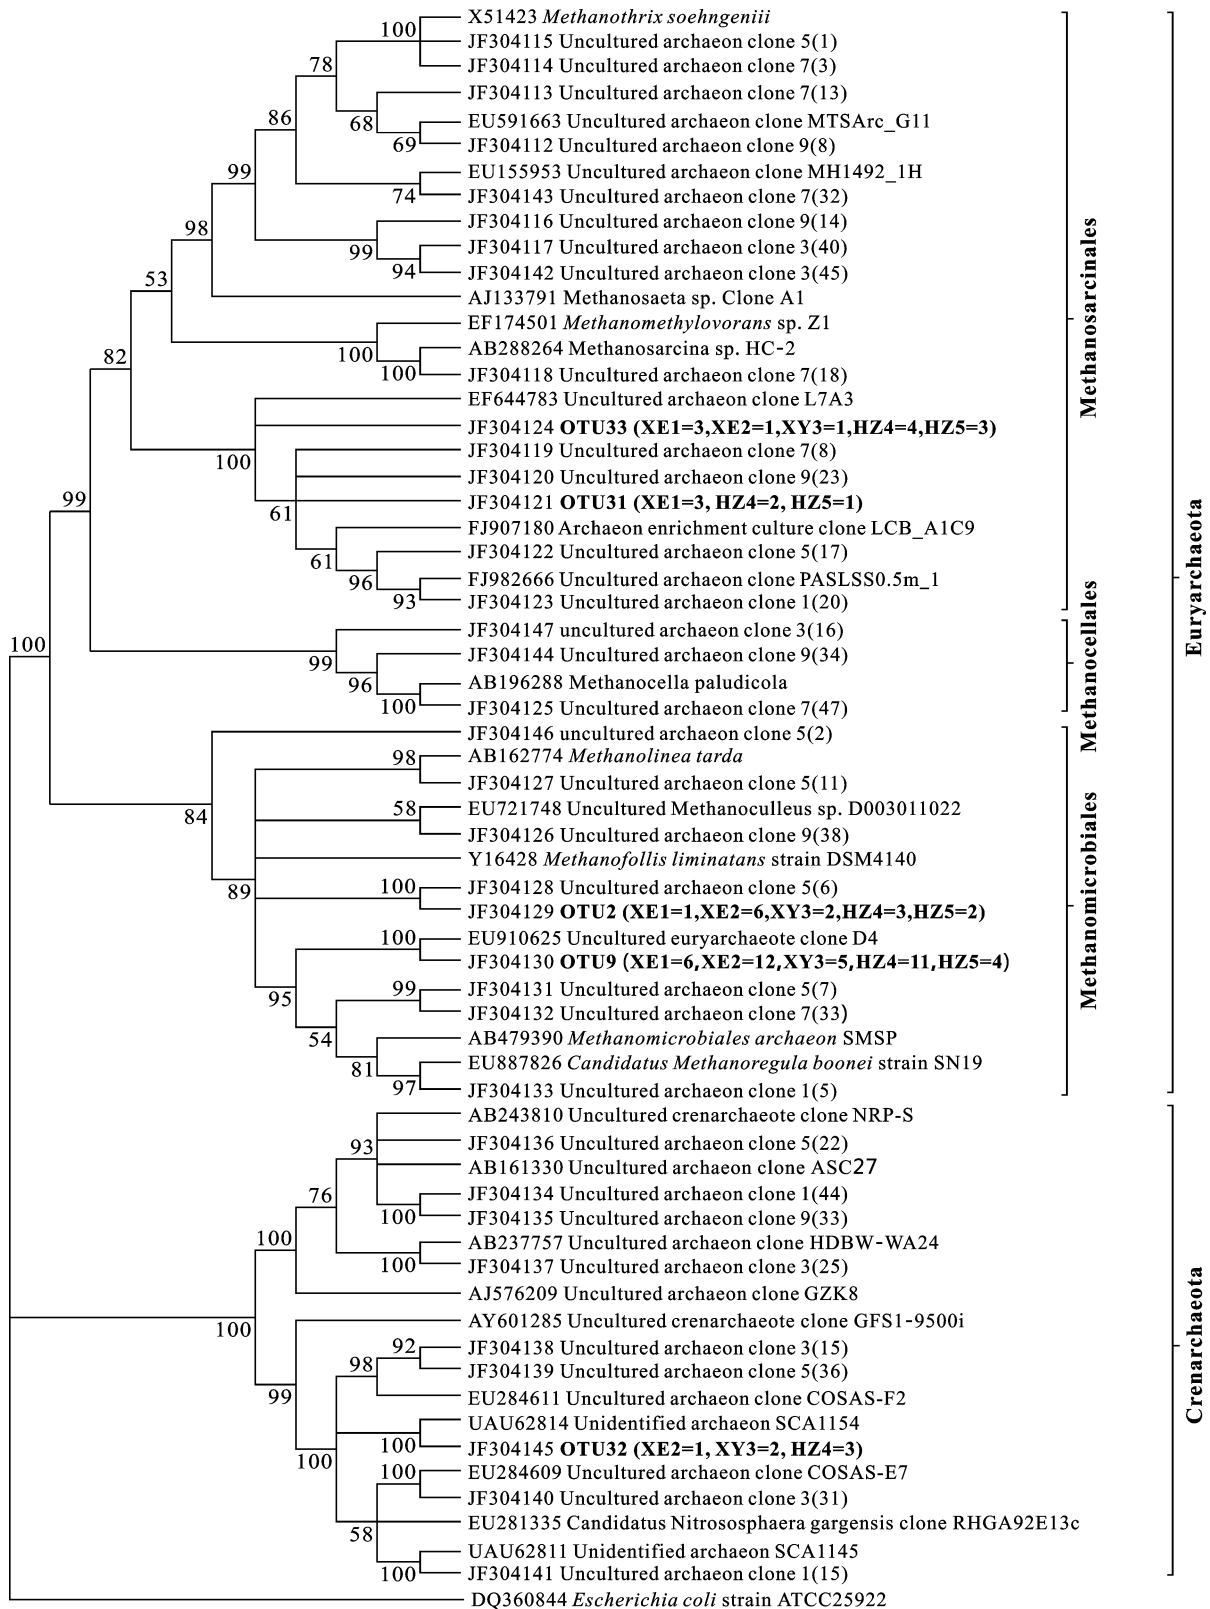 X51423 Methanothrix soehngeniii
100
JF304115 Uncultured archaeon clone 5(1)
78
JF304114 Uncultured archaeon clone 7(3)
JF304113 Uncultured archaeon clone 7(13)
86
68
EU591663 Uncultured archaeon clone MTSArc_G11
69
JF304112 Uncultured archaeon clone 9(8)
99
EU155953 Uncultured archaeon clone MH1492_1H
74
JF304143 Uncultured archaeon clone 7(32)
98
JF304116 Uncultured archaeon clone 9(14)
99
JF304117 Uncultured archaeon clone 3(40)
94
JF304142 Uncultured archaeon clone 3(45)
53
AJ133791 Methanosaeta sp. Clone A1
EF174501 Methanomethylovorans sp. Z1
100
AB288264 Methanosarcina sp. HC-2
82
100
JF304118 Uncultured archaeon clone 7(18)
EF644783 Uncultured archaeon clone L7A3
JF304124 OTU33 (XE1=3,XE2=1,XY3=1,HZ4=4,HZ5=3)
100
JF304119 Uncultured archaeon clone 7(8)
JF304120 Uncultured archaeon clone 9(23)
99
61
JF304121 OTU31 (XE1=3, HZ4=2, HZ5=1)
FJ907180 Archaeon enrichment culture clone LCB_A1C9
61
JF304122 Uncultured archaeon clone 5(17)
96
FJ982666 Uncultured archaeon clone PASLSS0.5m_1
93
JF304123 Uncultured archaeon clone 1(20)
Methanosarcinales
100
JF304147 uncultured archaeon clone 3(16)
99
JF304144 Uncultured archaeon clone 9(34)
96
AB196288 Methanocella paludicola
100
JF304125 Uncultured archaeon clone 7(47)
Methanocellales
JF304146 uncultured archaeon clone 5(2)
98
AB162774 Methanolinea tarda
JF304127 Uncultured archaeon clone 5(11)
84
58
EU721748 Uncultured Methanoculleus sp. D003011022
JF304126 Uncultured archaeon clone 9(38)
Y16428 Methanofollis liminatans strain DSM4140
89
100
JF304128 Uncultured archaeon clone 5(6)
JF304129 OTU2 (XE1=1,XE2=6,XY3=2,HZ4=3,HZ5=2)
100
EU910625 Uncultured euryarchaeote clone D4
JF304130 OTU9 (XE1=6,XE2=12,XY3=5,HZ4=11,HZ5=4)
95
99
JF304131 Uncultured archaeon clone 5(7)
JF304132 Uncultured archaeon clone 7(33)
54
AB479390 Methanomicrobiales archaeon SMSP
81
EU887826 Candidatus Methanoregula boonei strain SN19
97
JF304133 Uncultured archaeon clone 1(5)
Methanomicrobiales
Euryarchaeota
AB243810 Uncultured crenarchaeote clone NRP-S
93
JF304136 Uncultured archaeon clone 5(22)
AB161330 Uncultured archaeon clone ASC27
76
JF304134 Uncultured archaeon clone 1(44)
100
JF304135 Uncultured archaeon clone 9(33)
100
AB237757 Uncultured archaeon clone HDBW-WA24
100
JF304137 Uncultured archaeon clone 3(25)
AJ576209 Uncultured archaeon clone GZK8
100
AY601285 Uncultured crenarchaeote clone GFS1-9500i
92
JF304138 Uncultured archaeon clone 3(15)
98
JF304139 Uncultured archaeon clone 5(36)
99
EU284611 Uncultured archaeon clone COSAS-F2
UAU62814 Unidentified archaeon SCA1154
100
JF304145 OTU32 (XE2=1, XY3=2, HZ4=3)
100
100
EU284609 Uncultured archaeon clone COSAS-E7
JF304140 Uncultured archaeon clone 3(31)
58
EU281335 Candidatus Nitrososphaera gargensis clone RHGA92E13c
UAU62811 Unidentified archaeon SCA1145
100
JF304141 Uncultured archaeon clone 1(15)
Crenarchaeota
DQ360844 Escherichia coli strain ATCC25922